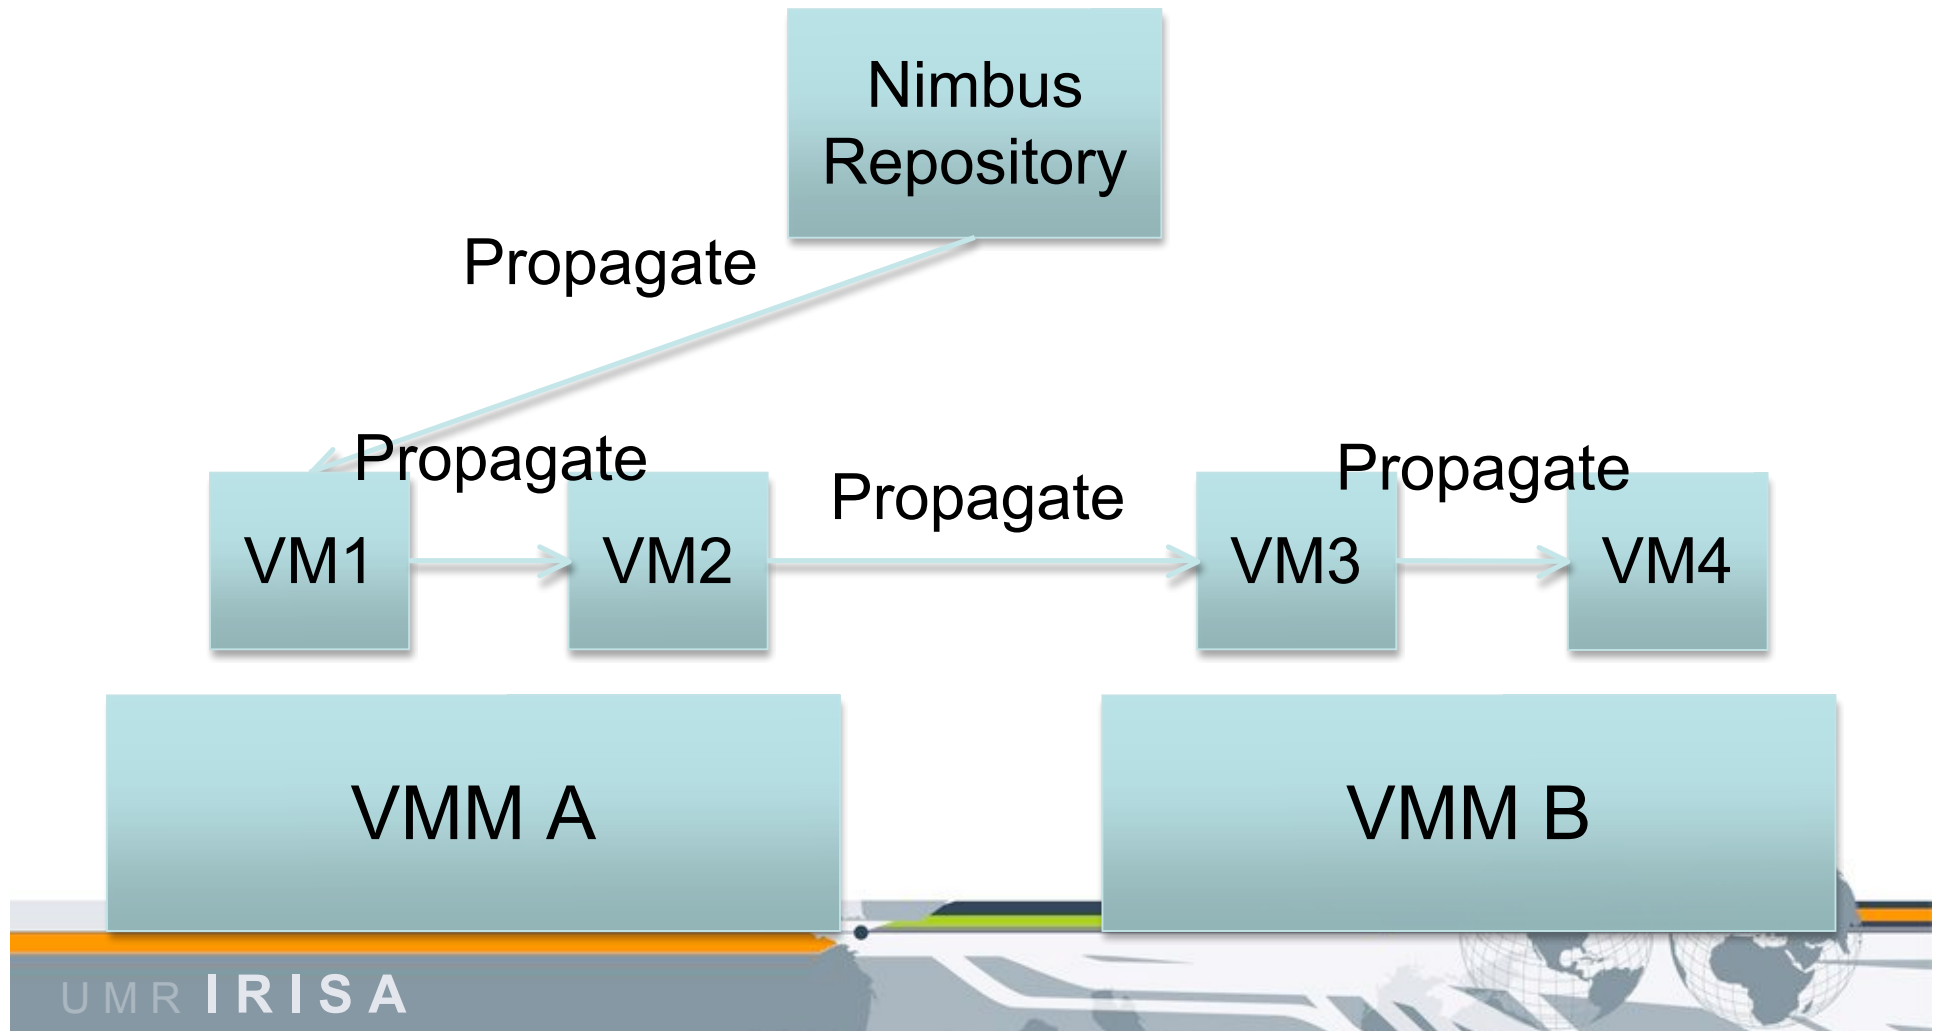 Nimbus
Repository
Propagate
Propagate
Propagate
Propagate
VM1
VM2
VM3
VM4
VMM A
VMM B
UMR IRISA